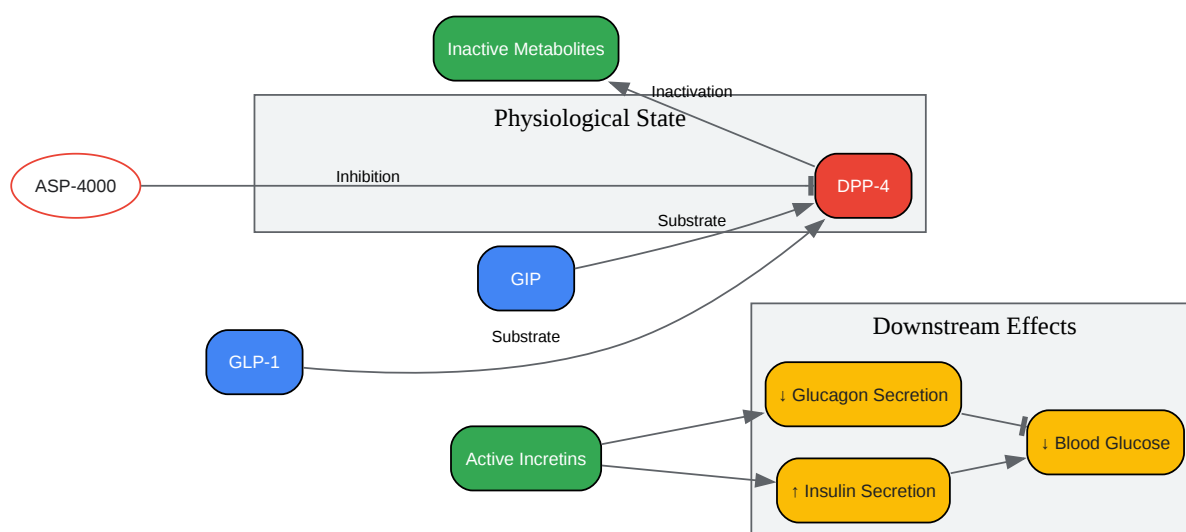 Inactive Metabolites
Inactivation
Physiological State
ASP-4000
Inhibition
DPP-4
Substrate
GIP
Substrate
GLP-1
Downstream Effects
↓ Glucagon Secretion
↓ Blood Glucose
Active Incretins
↑ Insulin Secretion